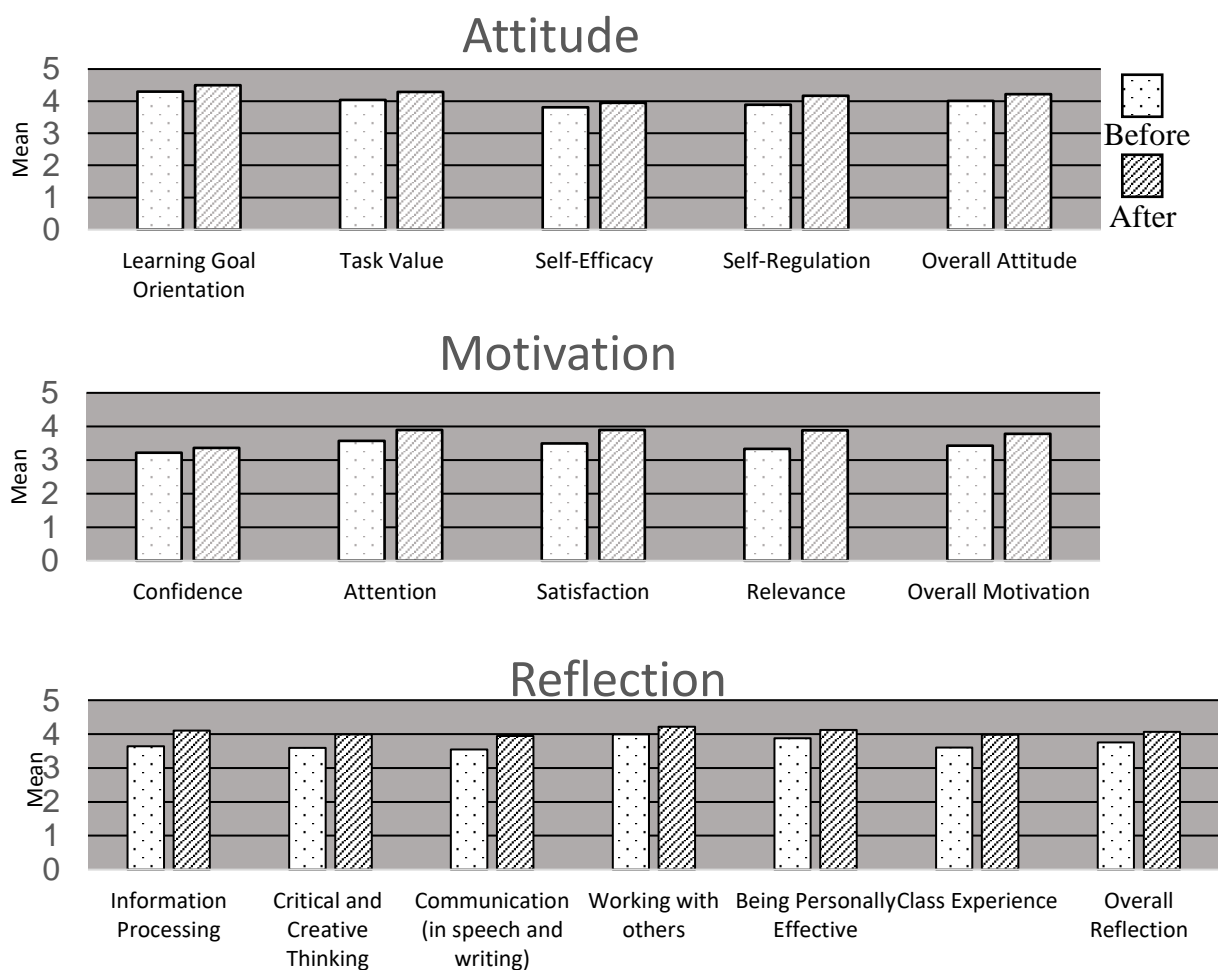 Attitude
5
4
3
2
1
0
Mean
Learning Goal
Orientation
Task Value
Self-Efficacy
Self-Regulation
Overall Attitude
Before
After
Motivation
5
4
3
2
1
0
Mean
Confidence
Attention
Satisfaction
Relevance
Overall Motivation
Reflection
5
4
3
2
1
0
Mean
Information
Processing
Critical and
Creative
Thinking
Communication
(in speech and
writing)
Working with
others
Being Personally
Effective
Class Experience
Overall
Reflection